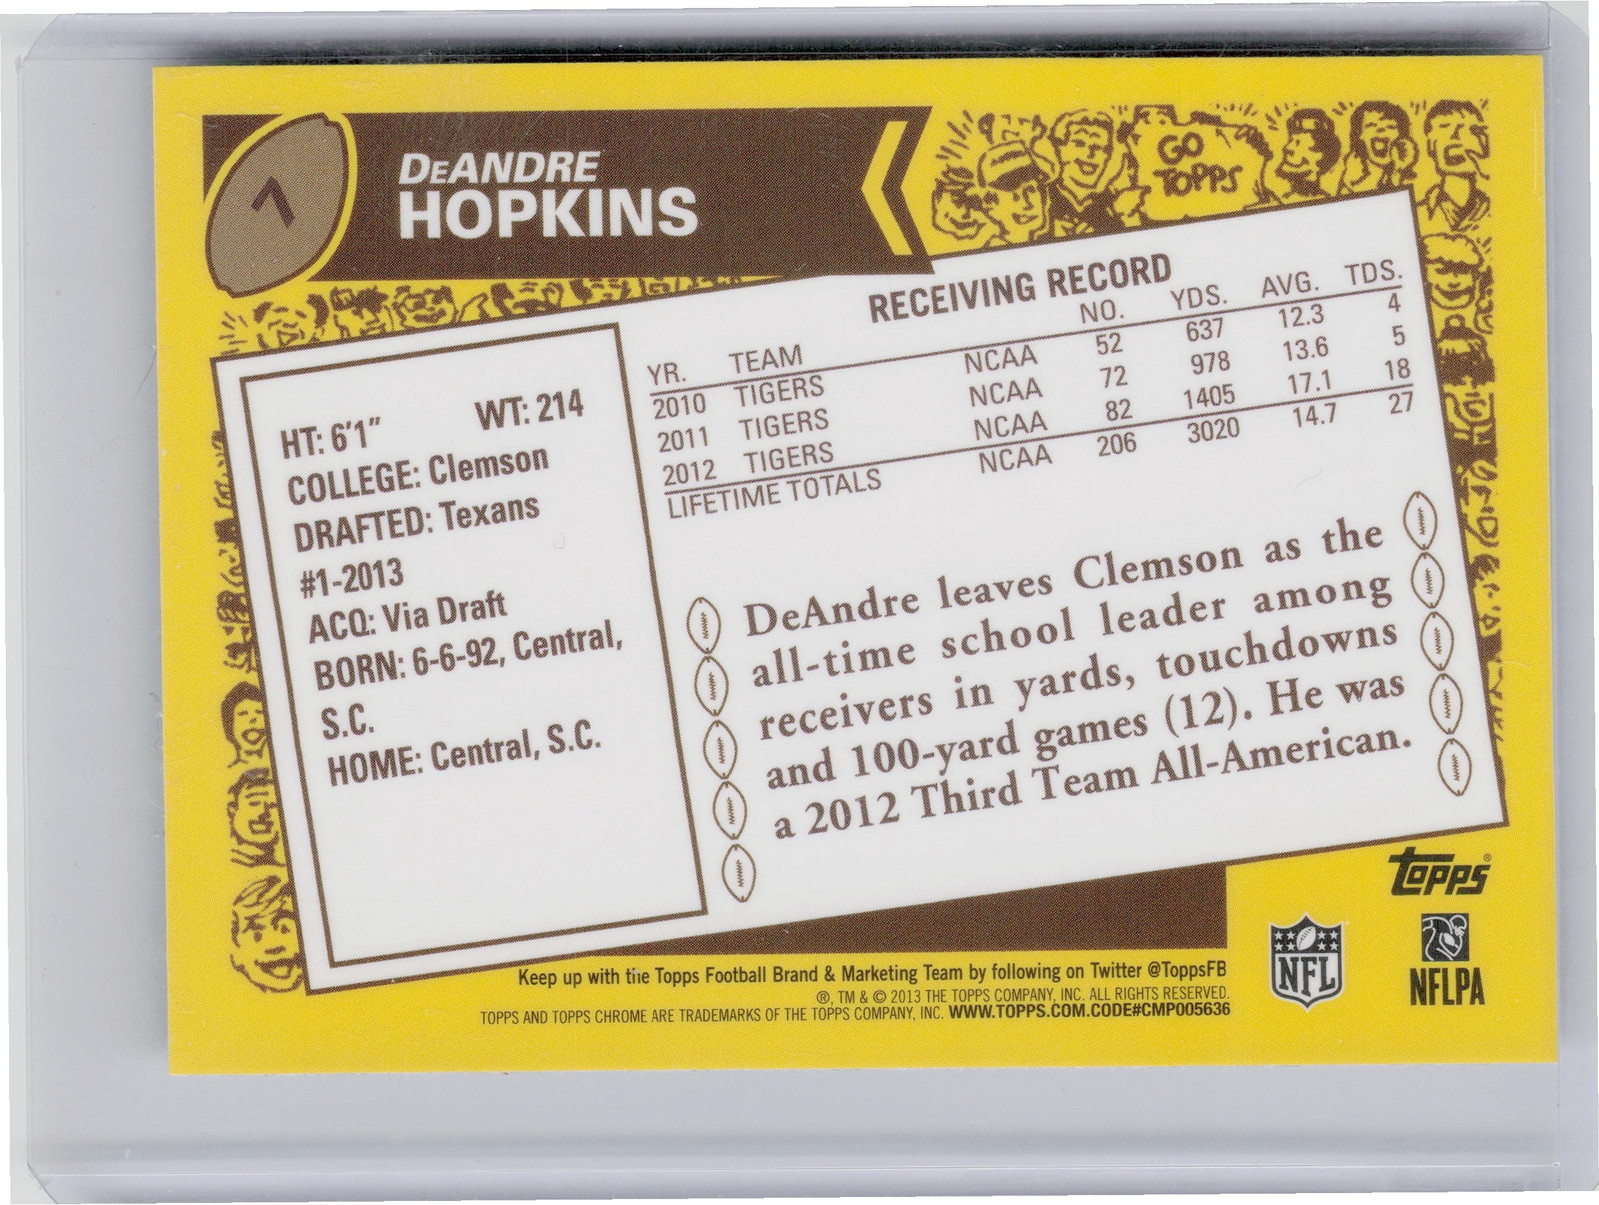 7
DeANDRE
HOPKINS
GO
TOPPS
HT: 6'1" WT: 214
COLLEGE: Clemson
DRAFTED: Texans
#1-2013
ACQ: Via Draft
BORN: 6-6-92, Central,
S.C.
HOME: Central, S.C.
RECEIVING RECORD
YR. TEAM NO. YDS. AVG. TDS.
2010 TIGERS NCAA 52 637 12.3 4
2011 TIGERS NCAA 72 978 13.6 5
2012 TIGERS NCAA 82 1405 17.1 18
LIFETIME TOTALS NCAA 206 3020 14.7 27
DeAndre leaves Clemson as the
all-time school leader among
receivers in yards, touchdowns
and 100-yard games (12). He was
a 2012 Third Team All-American.
Topps®
NFL
NFLPA
Keep up with the Topps Football Brand & Marketing Team by following on Twitter @ToppsFB
®, TM & © 2013 THE TOPPS COMPANY, INC. ALL RIGHTS RESERVED.
TOPPS AND TOPPS CHROME ARE TRADEMARKS OF THE TOPPS COMPANY, INC. WWW.TOPPS.COM.CODE#CMP005636